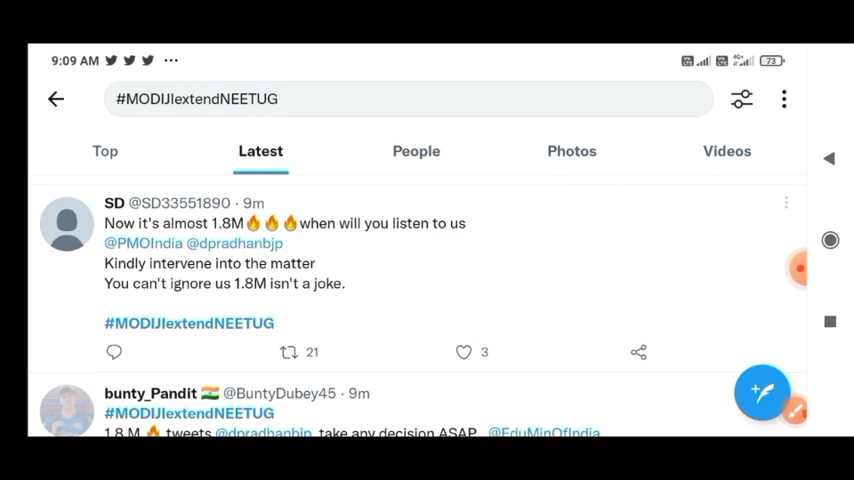 9:09 AM
4G+
73
#MODIJIextendNEETUG
Top Latest People Photos Videos
SD @SD33551890 · 9m
Now it's almost 1.8M🔥🔥🔥when will you listen to us
@PMOIndia @dpradhanbjp
Kindly intervene into the matter
You can't ignore us 1.8M isn't a joke.
#MODIJIextendNEETUG
21 3
bunty_Pandit 🇮🇳 @BuntyDubey45 · 9m
#MODIJIextendNEETUG
1.8 M 🔥 tweets @dpradhanbjp take any decision ASAP @EduMinOfIndia